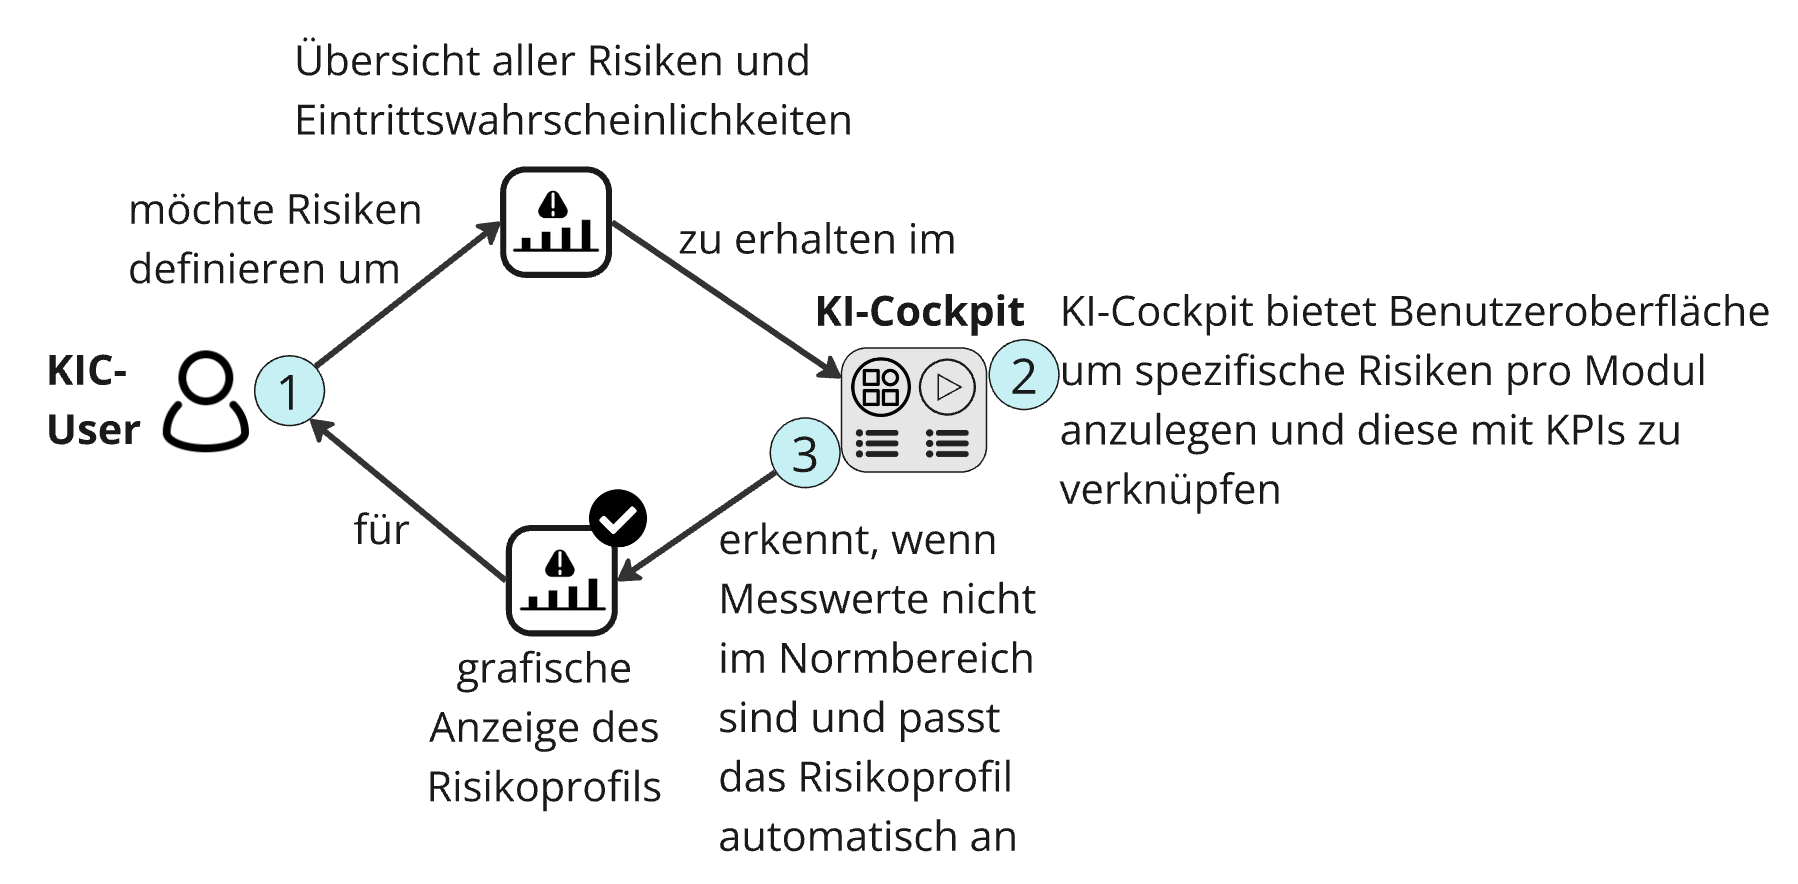 Übersicht aller Risiken und
Eintrittswahrscheinlichkeiten
möchte Risiken
definieren um
zu erhalten im
KIC-
User
1
KI-Cockpit
2
KI-Cockpit bietet Benutzeroberfläche
um spezifische Risiken pro Modul
anzulegen und diese mit KPIs zu
verknüpfen
3
erkennt, wenn
Messwerte nicht
im Normbereich
sind und passt
das Risikoprofil
automatisch an
grafische
Anzeige des
Risikoprofils
für